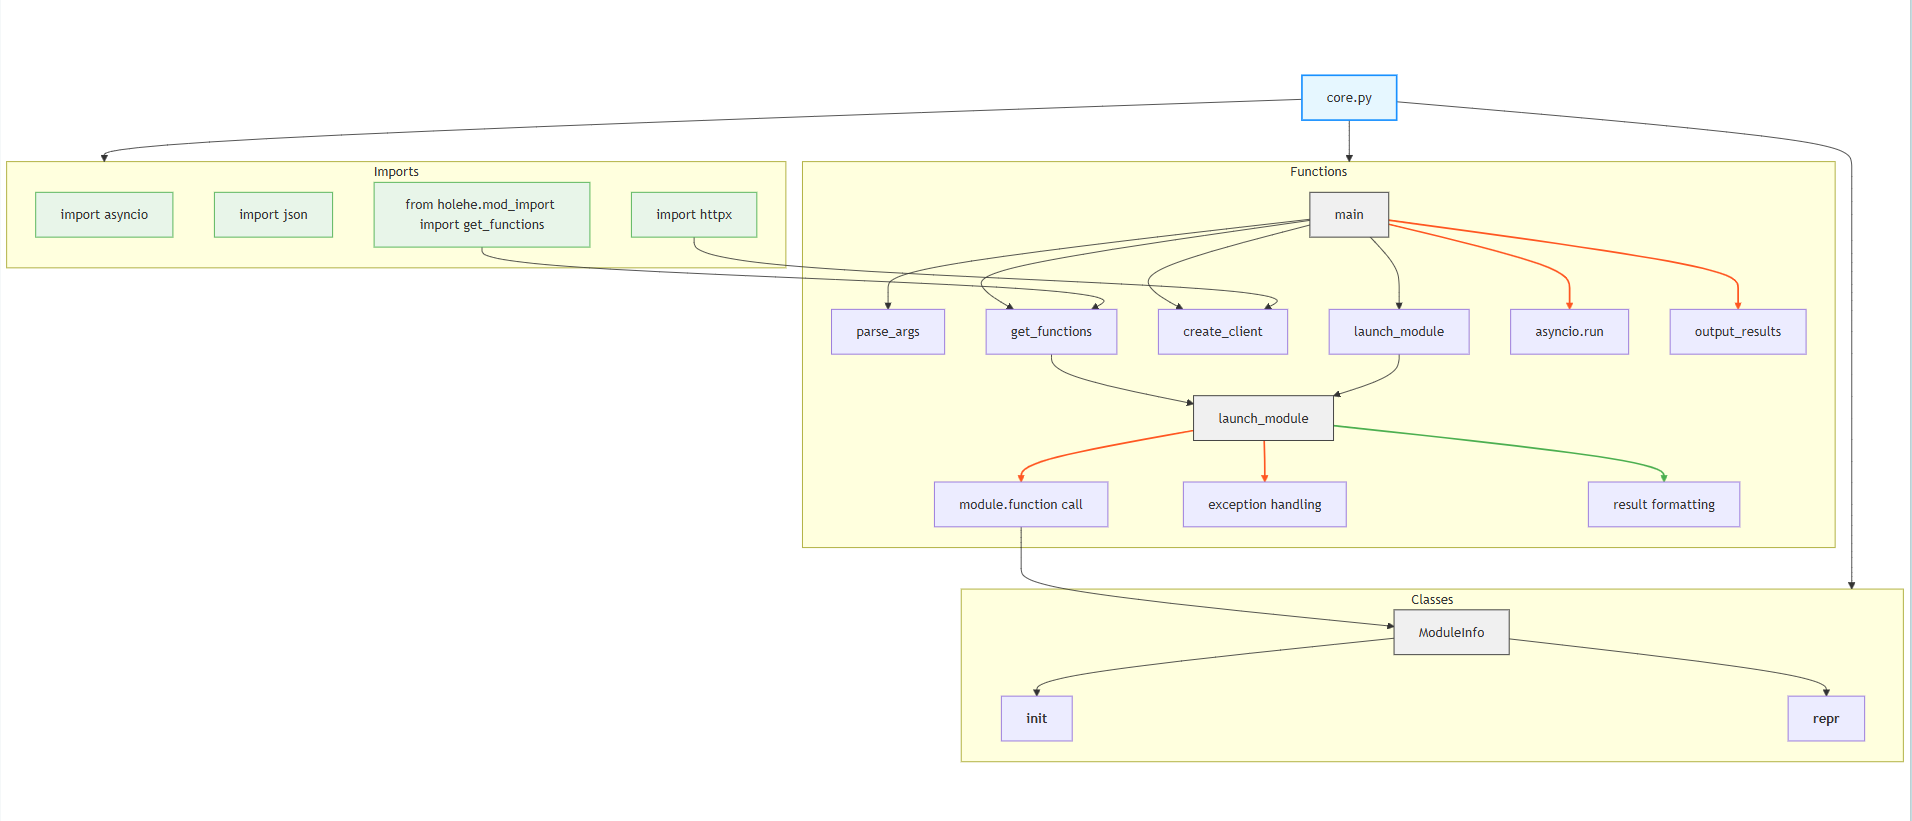 core.py
Imports
import asyncio
import json
from holehe.mod_import
import get_functions
import httpx
Functions
main
parse_args
get_functions
create_client
launch_module
asyncio.run
output_results
launch_module
module.function call
exception handling
result formatting
Classes
ModuleInfo
init
repr